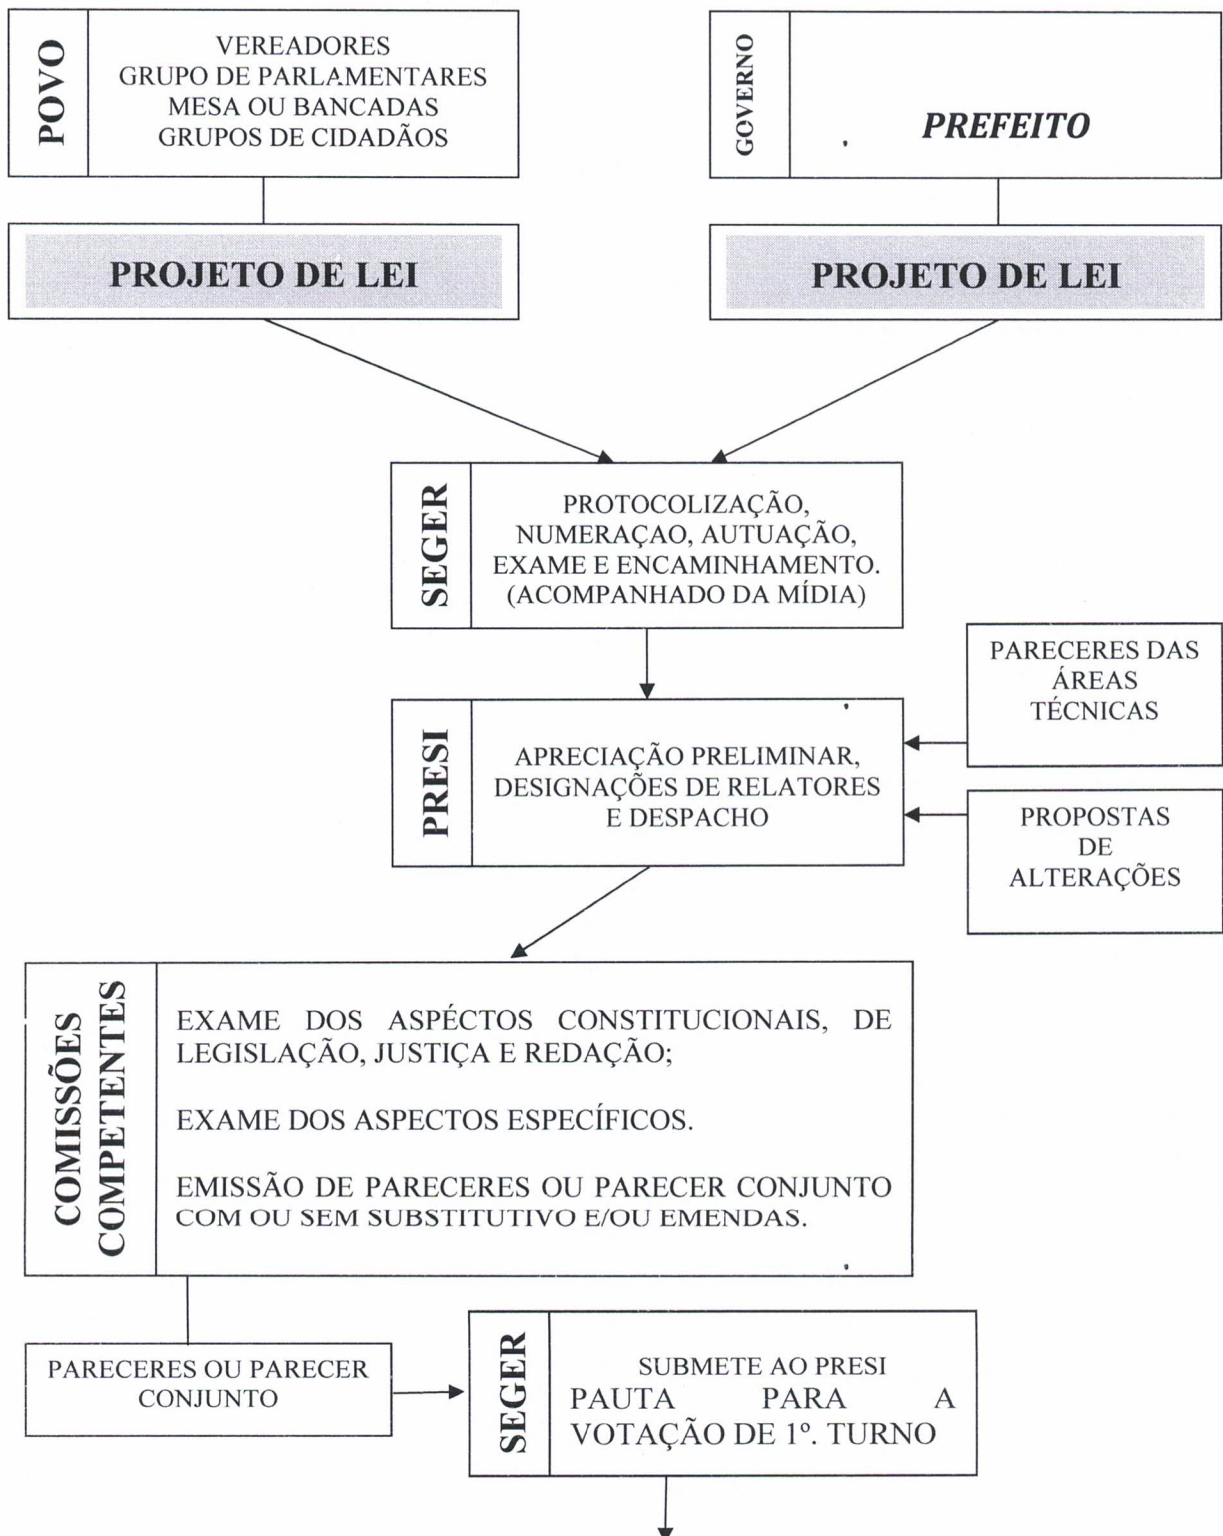 POVO
VEREADORES
GRUPO DE PARLAMENTARES
MESA OU BANCADAS
GRUPOS DE CIDADÃOS
GOVERNO
PREFEITO
PROJETO DE LEI
PROJETO DE LEI
SEGER
PROTOCOLIZAÇÃO,
NUMERAÇAO, AUTUAÇÃO,
EXAME E ENCAMINHAMENTO.
(ACOMPANHADO DA MÍDIA)
PARECERES DAS
ÁREAS
TÉCNICAS
PRESI
APRECIAÇÃO PRELIMINAR,
DESIGNAÇÕES DE RELATORES
E DESPACHO
PROPOSTAS
DE
ALTERAÇÕES
COMISSÕES
COMPETENTES
EXAME DOS ASPÉCTOS CONSTITUCIONAIS, DE
LEGISLAÇÃO, JUSTIÇA E REDAÇÃO;
EXAME DOS ASPECTOS ESPECÍFICOS.
EMISSÃO DE PARECERES OU PARECER CONJUNTO
COM OU SEM SUBSTITUTIVO E/OU EMENDAS.
PARECERES OU PARECER
CONJUNTO
SEGER
SUBMETE AO PRESI
PAUTA PARA A
VOTAÇÃO DE 1º. TURNO